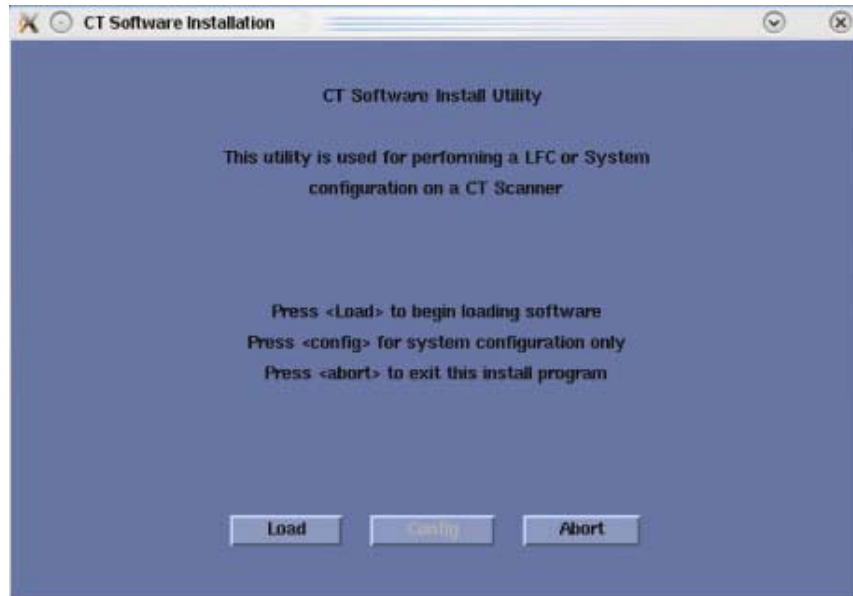 CT Software Installation
CT Software Install Utility
This utility is used for performing a LFC or System
configuration on a CT Scanner
Press <Load> to begin loading software
Press <config> for system configuration only
Press <abort> to exit this install program
Load Config Abort